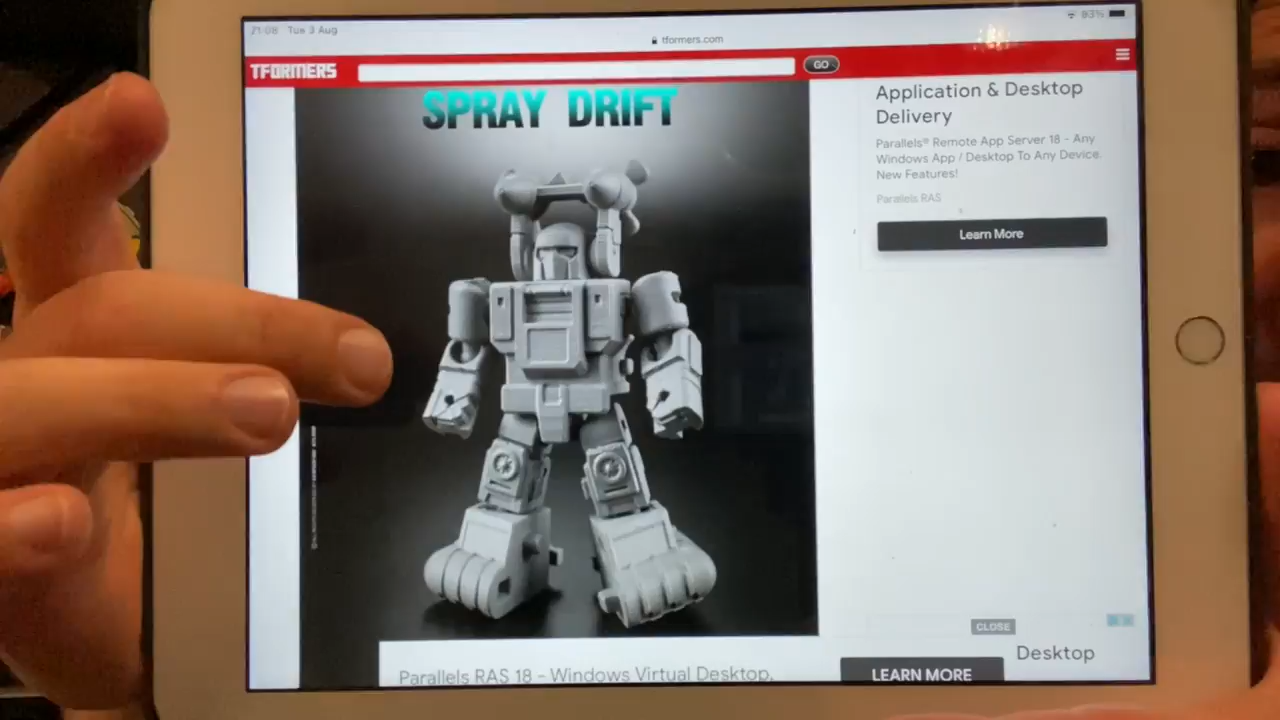 21:08 Tue 3 Aug
93%
tformers.com
TFORMERS
GO
SPRAY DRIFT
Application & Desktop
Delivery
Parallels® Remote App Server 18 - Any
Windows App / Desktop To Any Device.
New Features!
Parallels RAS
Learn More
CLOSE
Parallels RAS 18 - Windows Virtual Desktop,
LEARN MORE
Desktop